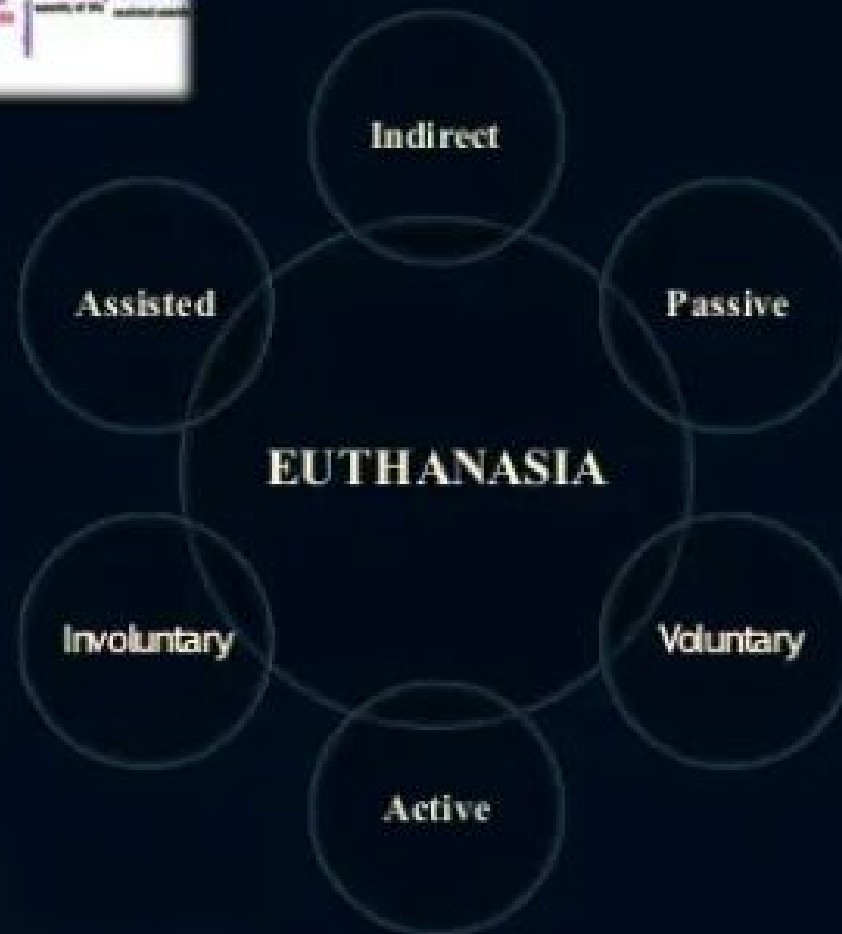 Indirect
Assisted
Passive
EUTHANASIA
Involuntary
Voluntary
Active